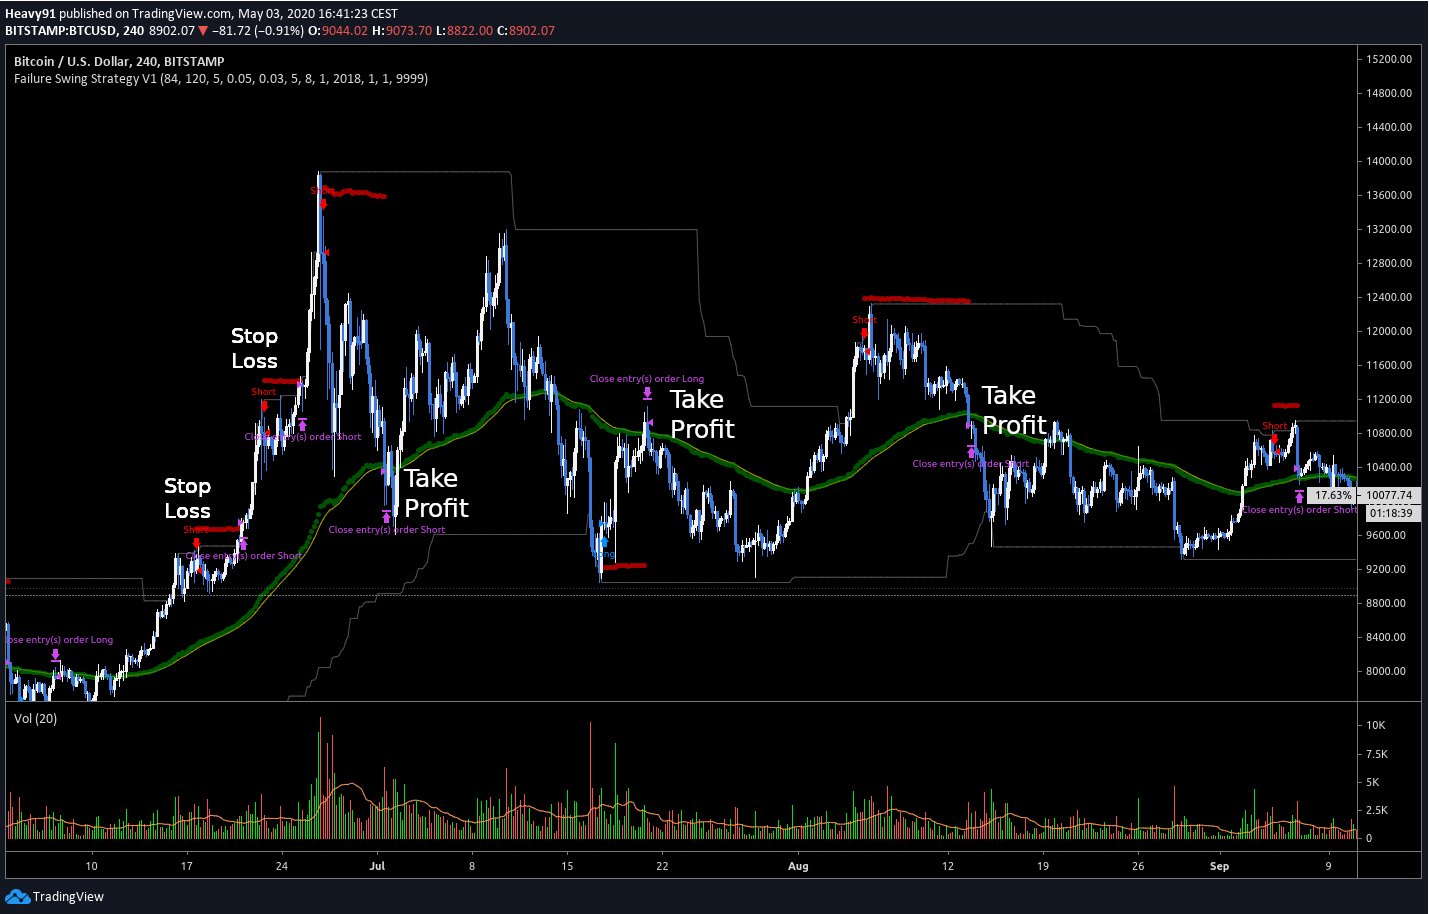 Heavy91 published on TradingView.com, May 03, 2020 16:41:23 CEST
BITSTAMP:BTCUSD, 240 8902.07 ▼ −81.72 (−0.91%) O:9044.02 H:9073.70 L:8822.00 C:8902.07
Bitcoin / U.S. Dollar, 240, BITSTAMP
Failure Swing Strategy V1 (84, 120, 5, 0.05, 0.03, 5, 8, 1, 2018, 1, 1, 9999)
15200.00
14800.00
14400.00
14000.00
13600.00
13200.00
12800.00
12400.00
12000.00
11600.00
11200.00
10800.00
10400.00
17.63%
10077.74
01:18:39
9600.00
9200.00
8800.00
8400.00
8000.00
Short
Stop
Loss
Short
Close entry(s) order Short
Stop
Loss
Short
Close entry(s) order Short
Take
Profit
Close entry(s) order Short
Close entry(s) order Long
Take
Profit
Long
Short
Take
Profit
Close entry(s) order Short
Short
Close entry(s) order Short
ose entry(s) order Long
Vol (20)
10K
7.5K
5K
2.5K
0
10 17 24 Jul 8 15 22 Aug 12 19 26 Sep 9
TradingView